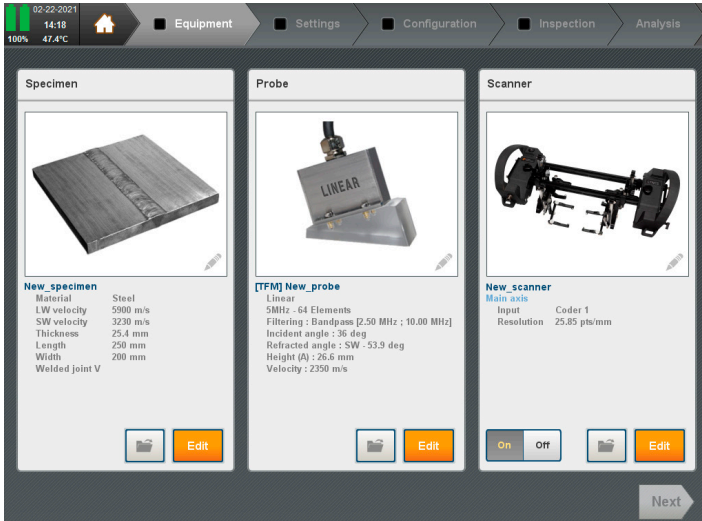 02-22-2021
14:18
100% 47.4°C
Equipment
Settings
Configuration
Inspection
Analysis
Specimen
New_specimen
Material Steel
LW velocity 5900 m/s
SW velocity 3230 m/s
Thickness 25.4 mm
Length 250 mm
Width 200 mm
Welded joint V
Edit
Probe
LINEAR
[TFM] New_probe
Linear
5MHz - 64 Elements
Filtering : Bandpass [2.50 MHz ; 10.00 MHz]
Incident angle : 36 deg
Refracted angle : SW - 53.9 deg
Height (A) : 26.6 mm
Velocity : 2350 m/s
Edit
Scanner
New_scanner
Main axis
Input Coder 1
Resolution 25.85 pts/mm
On Off
Edit
Next